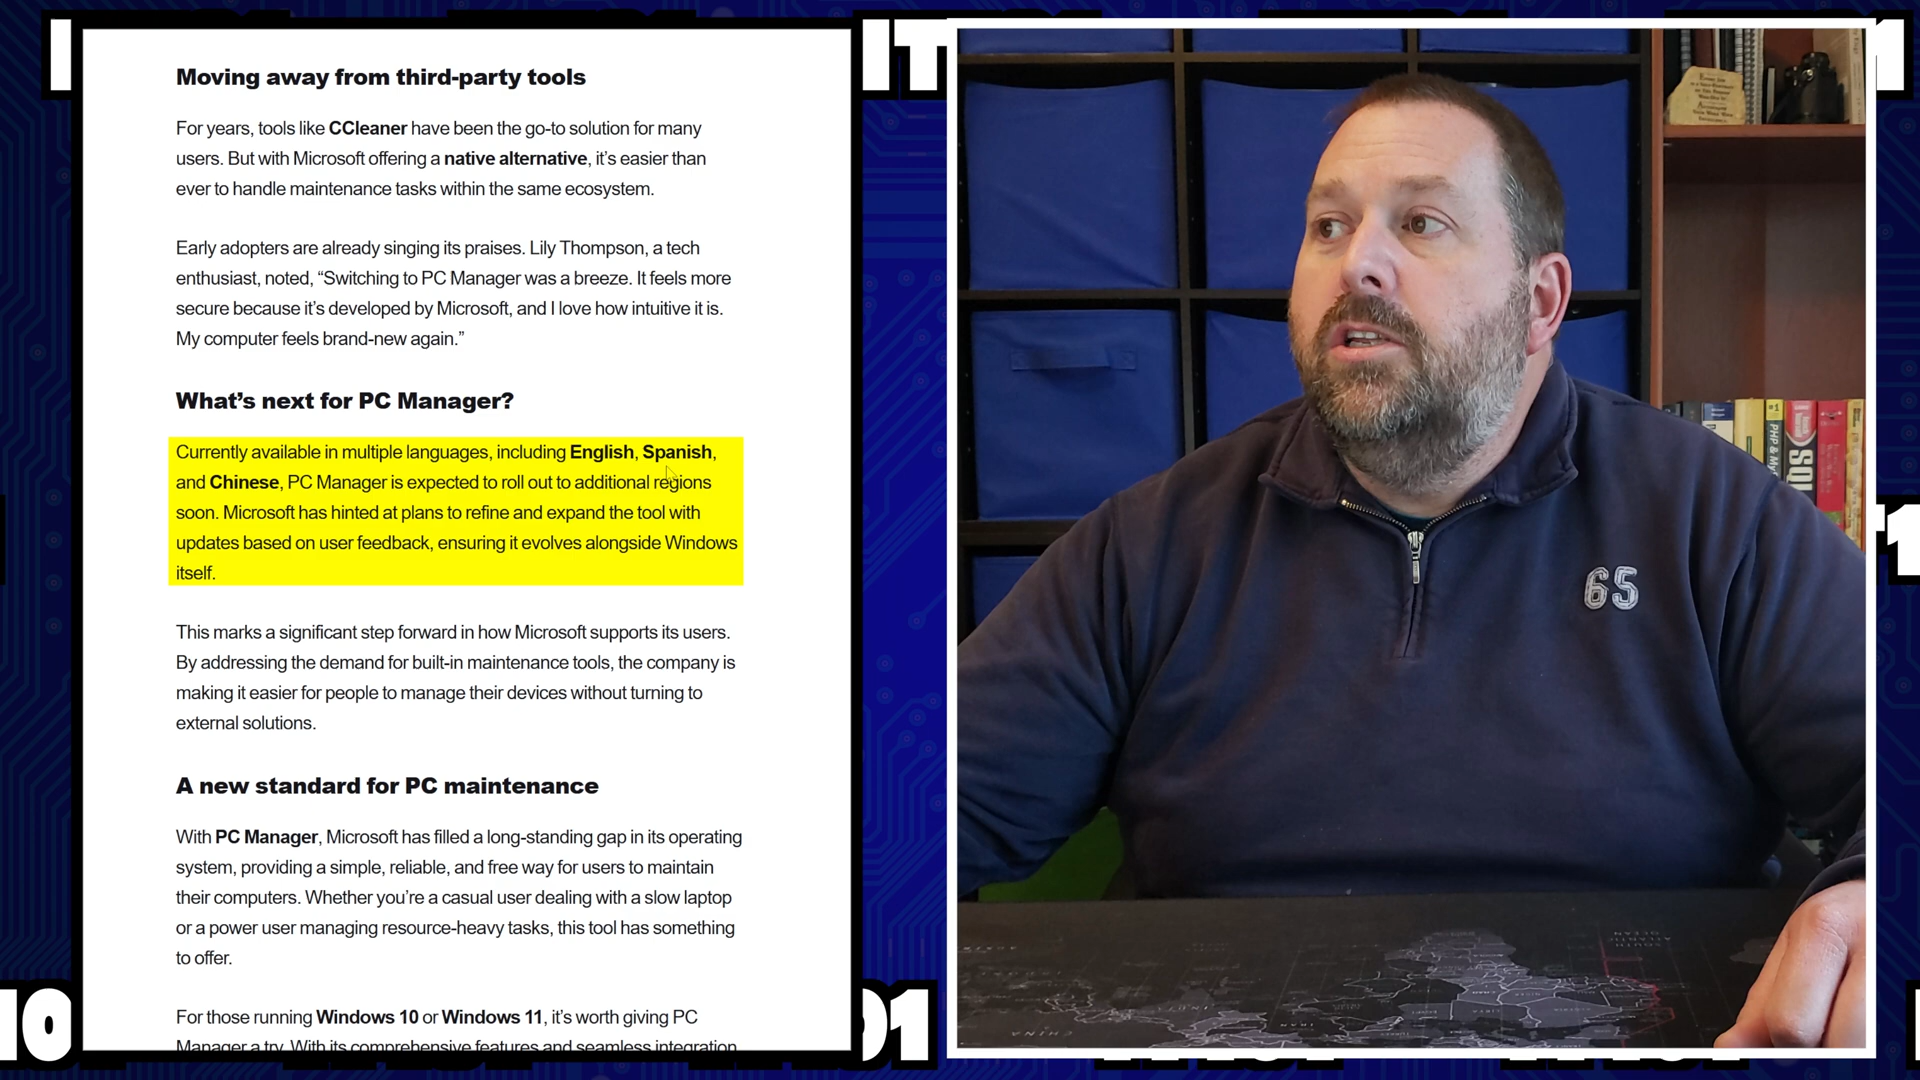 Moving away from third-party tools
For years, tools like CCleaner have been the go-to solution for many
users. But with Microsoft offering a native alternative, it's easier than
ever to handle maintenance tasks within the same ecosystem.
Early adopters are already singing its praises. Lily Thompson, a tech
enthusiast, noted, “Switching to PC Manager was a breeze. It feels more
secure because it's developed by Microsoft, and I love how intuitive it is.
My computer feels brand-new again.”
What's next for PC Manager?
Currently available in multiple languages, including English, Spanish,
and Chinese, PC Manager is expected to roll out to additional regions
soon. Microsoft has hinted at plans to refine and expand the tool with
updates based on user feedback, ensuring it evolves alongside Windows
itself.
This marks a significant step forward in how Microsoft supports its users.
By addressing the demand for built-in maintenance tools, the company is
making it easier for people to manage their devices without turning to
external solutions.
A new standard for PC maintenance
With PC Manager, Microsoft has filled a long-standing gap in its operating
system, providing a simple, reliable, and free way for users to maintain
their computers. Whether you're a casual user dealing with a slow laptop
or a power user managing resource-heavy tasks, this tool has something
to offer.
For those running Windows 10 or Windows 11, it's worth giving PC
Manager a try. With its comprehensive features and seamless integration
65
SQL